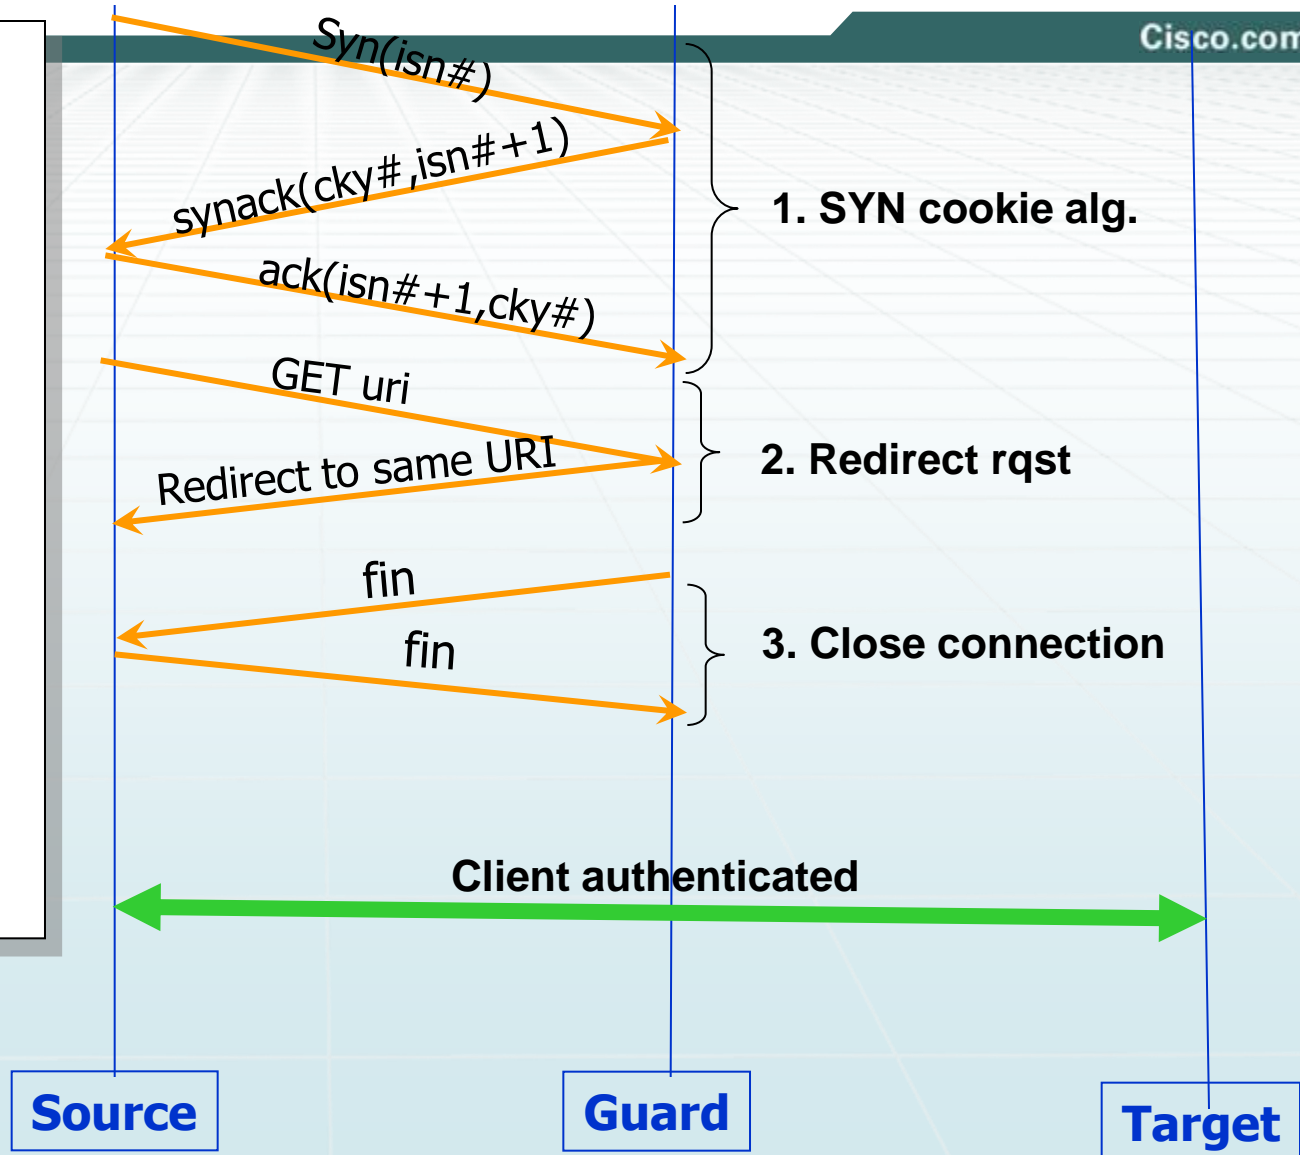 Cisco.com
Syn(isn#)
synack(cky#,isn#+1)
1. SYN cookie alg.
ack(isn#+1,cky#)
GET uri
Redirect to same URI
2. Redirect rqst
fin
fin
3. Close connection
Client authenticated
Source
Guard
Target